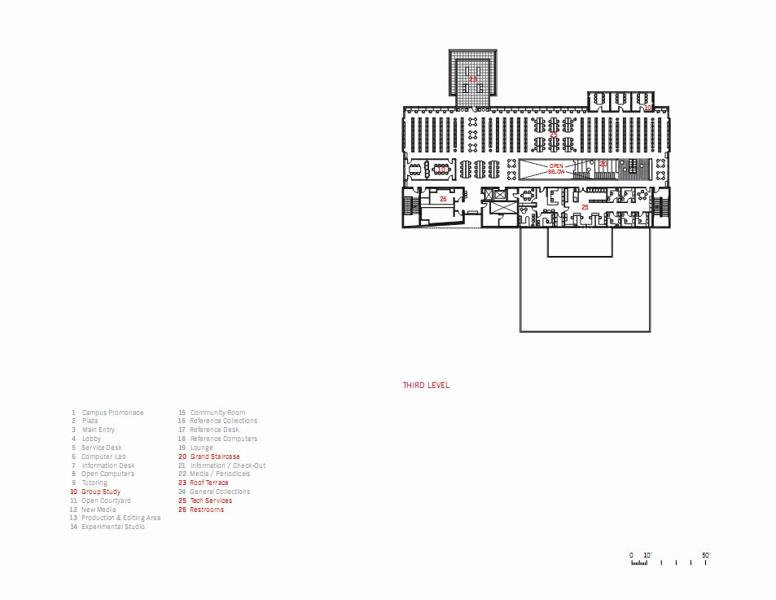 23
10
25
OPEN
BELOW
20
10
26
25
THIRD LEVEL
1 Campus Promonade
2 Plaza
3 Main Entry
4 Lobby
5 Service Desk
6 Computer Lab
7 Information Desk
8 Open Computers
9 Tutoring
10 Group Study
11 Open Courtyard
12 New Media
13 Production & Editing Area
14 Experimental Studio
15 Community Room
16 Reference Collections
17 Reference Desk
18 Reference Computers
19 Lounge
20 Grand Staircase
21 Information / Check-Out
22 Media / Periodicals
23 Roof Terrace
24 General Collections
25 Tech Services
26 Restrooms
0 10' 50'